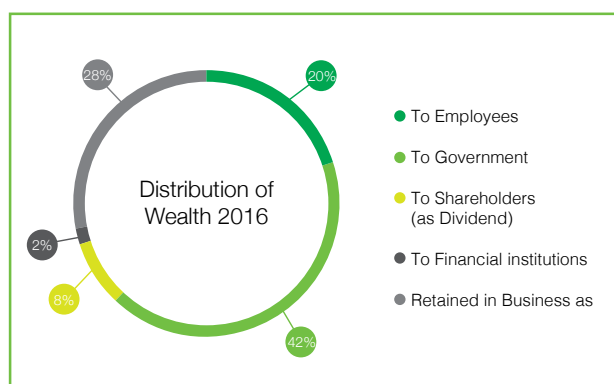 28%
20%
Distribution of
Wealth 2016
2%
8%
42%
To Employees
To Government
To Shareholders
(as Dividend)
To Financial institutions
Retained in Business as